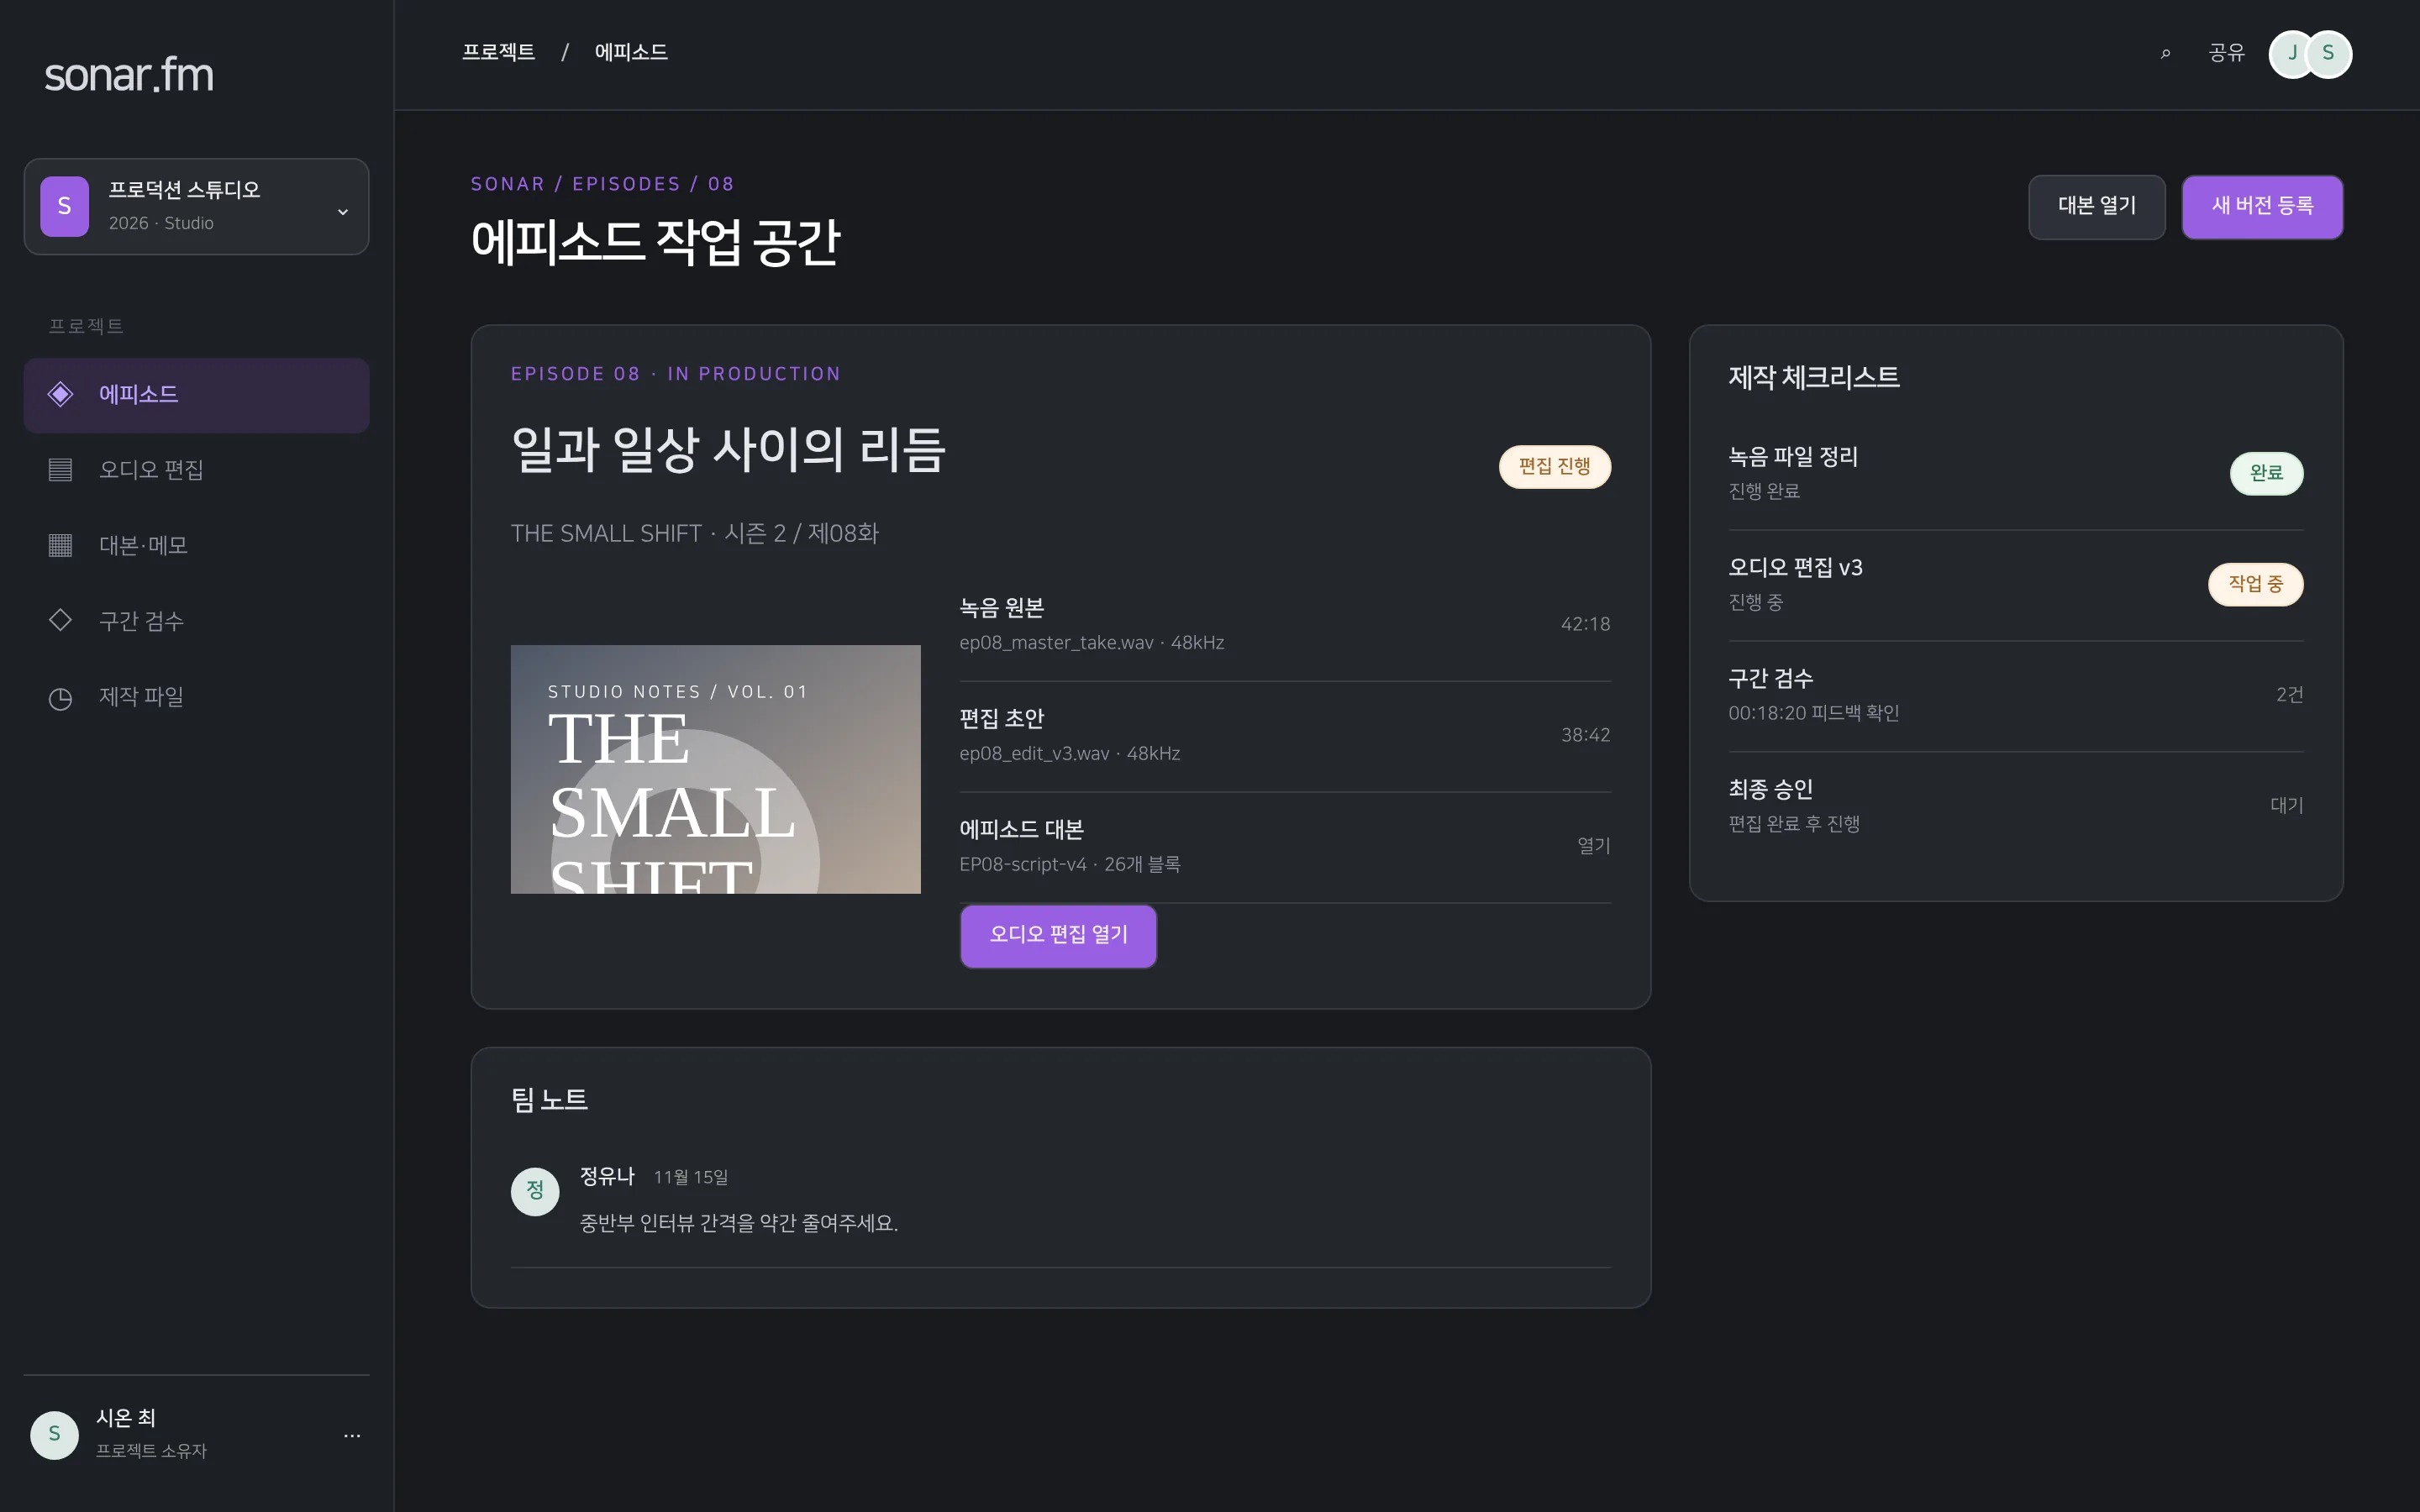 sonar.fm
S
프로덕션 스튜디오
2026 · Studio
프로젝트
에피소드
오디오 편집
대본·메모
구간 검수
제작 파일
S
시온 최
프로젝트 소유자
...
프로젝트 / 에피소드
공유
J
S
SONAR / EPISODES / 08
에피소드 작업 공간
대본 열기
새 버전 등록
EPISODE 08 · IN PRODUCTION
일과 일상 사이의 리듬
편집 진행
THE SMALL SHIFT · 시즌 2 / 제08화
STUDIO NOTES / VOL. 01
THE
SMALL
SHIFT
녹음 원본
ep08_master_take.wav · 48kHz
42:18
편집 초안
ep08_edit_v3.wav · 48kHz
38:42
에피소드 대본
EP08-script-v4 · 26개 블록
열기
오디오 편집 열기
제작 체크리스트
녹음 파일 정리
진행 완료
완료
오디오 편집 v3
진행 중
작업 중
구간 검수
00:18:20 피드백 확인
2건
최종 승인
편집 완료 후 진행
대기
팀 노트
정
정유나 11월 15일
중반부 인터뷰 간격을 약간 줄여주세요.